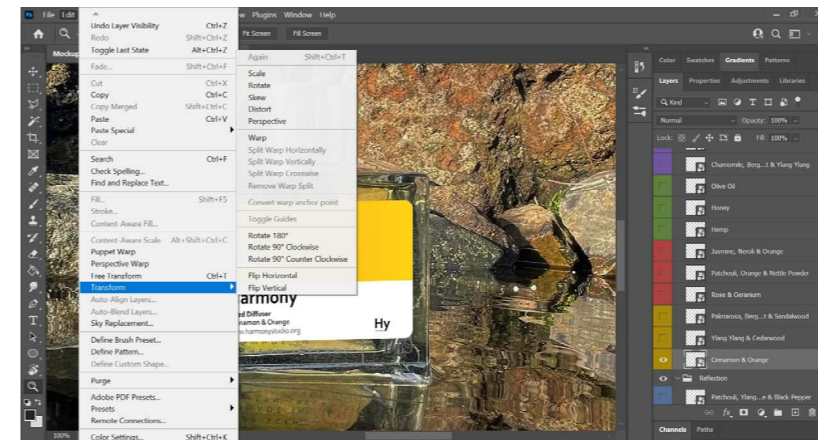 Ps File Edit
w Plugins Window Help
Fit Screen
Fill Screen
Mockup
Undo Layer Visibility Ctrl+Z
Redo Shift+Ctrl+Z
Toggle Last State Alt+Ctrl+Z
Fade... Shift+Ctrl+F
Cut Ctrl+X
Copy Ctrl+C
Copy Merged Shift+Ctrl+C
Paste Ctrl+V
Paste Special
Clear
Search Ctrl+F
Check Spelling...
Find and Replace Text...
Fill... Shift+F5
Stroke...
Content-Aware Fill...
Content-Aware Scale Alt+Shift+Ctrl+C
Puppet Warp
Perspective Warp
Free Transform Ctrl+T
Transform
Auto-Align Layers...
Auto-Blend Layers...
Sky Replacement...
Define Brush Preset...
Define Pattern...
Define Custom Shape...
Purge
Adobe PDF Presets...
Presets
Remote Connections...
Color Settings... Shift+Ctrl+K
100%
Again Shift+Ctrl+T
Scale
Rotate
Skew
Distort
Perspective
Warp
Split Warp Horizontally
Split Warp Vertically
Split Warp Crosswise
Remove Warp Split
Convert warp anchor point
Toggle Guides
Rotate 180°
Rotate 90° Clockwise
Rotate 90° Counter Clockwise
Flip Horizontal
Flip Vertical
armony
ed Diffuser
namon & Orange
w.harmonystudio.org
Hy
Color Swatches Gradients Patterns
Layers Properties Adjustments Libraries
Kind
Normal Opacity: 100%
Lock: Fill: 100%
Chamomile, Berg...t & Ylang Ylang
Olive Oil
Honey
Hemp
Jasmine, Neroli & Orange
Patchouli, Orange & Nettle Powder
Rose & Geranium
Palmarosa, Berg...t & Sandalwood
Ylang Ylang & Cedarwood
Cinnamon & Orange
Reflection
Patchouli, Ylang...e & Black Pepper
fx
Channels Paths